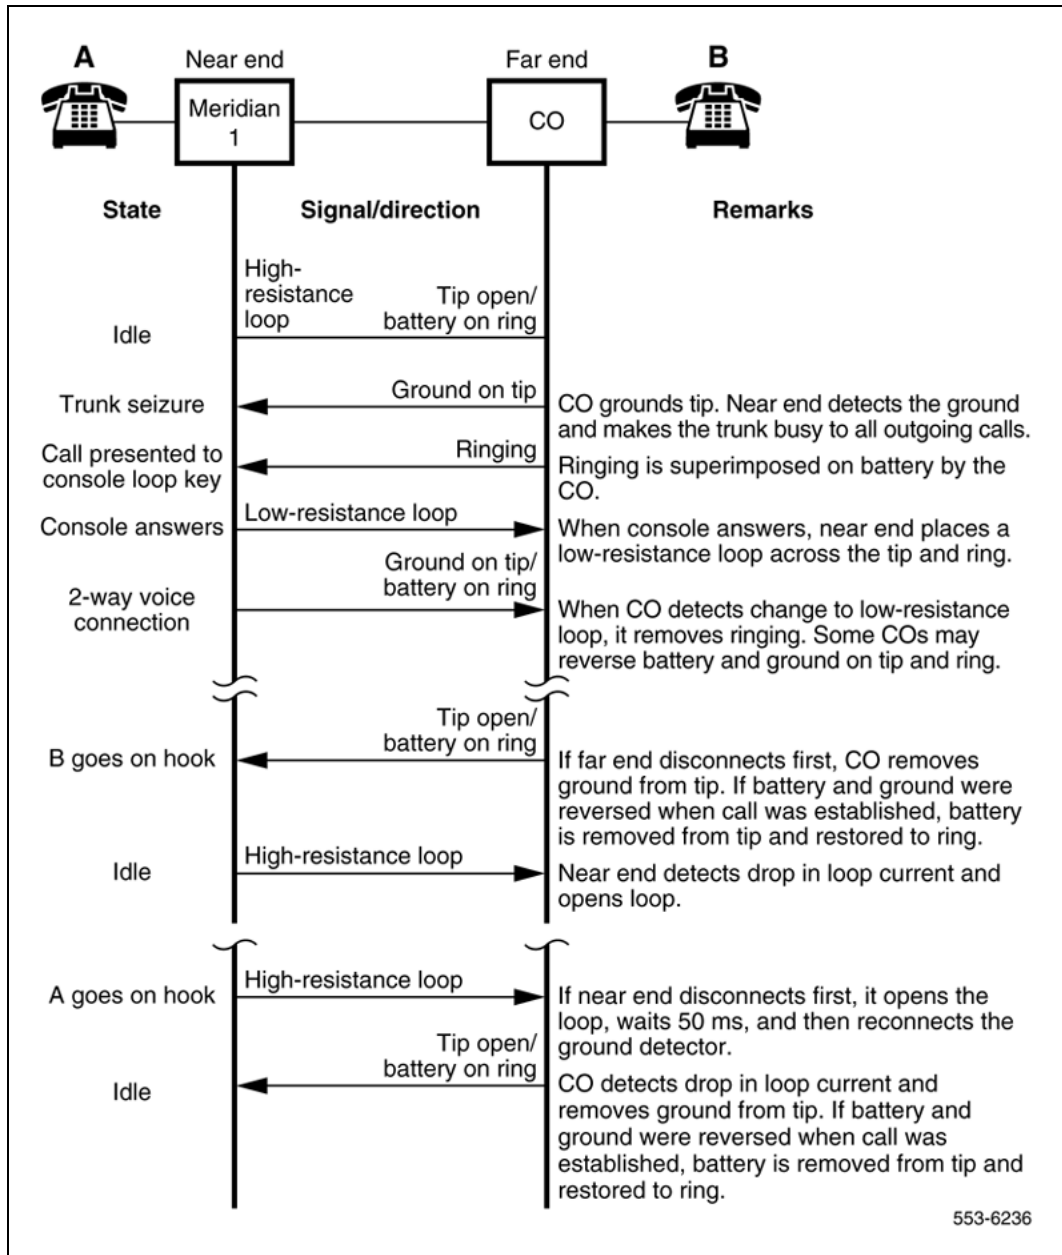 A
Near end
Far end
B
Meridian
1
CO
State
Signal/direction
Remarks
High-
resistance
loop
Tip open/
battery on ring
Idle
Trunk seizure
Ground on tip
CO grounds tip. Near end detects the ground
and makes the trunk busy to all outgoing calls.
Call presented to
console loop key
Ringing
Ringing is superimposed on battery by the
CO.
Console answers
Low-resistance loop
When console answers, near end places a
low-resistance loop across the tip and ring.
2-way voice
connection
Ground on tip/
battery on ring
When CO detects change to low-resistance
loop, it removes ringing. Some COs may
reverse battery and ground on tip and ring.
B goes on hook
Tip open/
battery on ring
If far end disconnects first, CO removes
ground from tip. If battery and ground were
reversed when call was established, battery
is removed from tip and restored to ring.
Idle
High-resistance loop
Near end detects drop in loop current and
opens loop.
A goes on hook
High-resistance loop
If near end disconnects first, it opens the
loop, waits 50 ms, and then reconnects the
ground detector.
Idle
Tip open/
battery on ring
CO detects drop in loop current and
removes ground from tip. If battery and
ground were reversed when call was
established, battery is removed from tip and
restored to ring.
553-6236